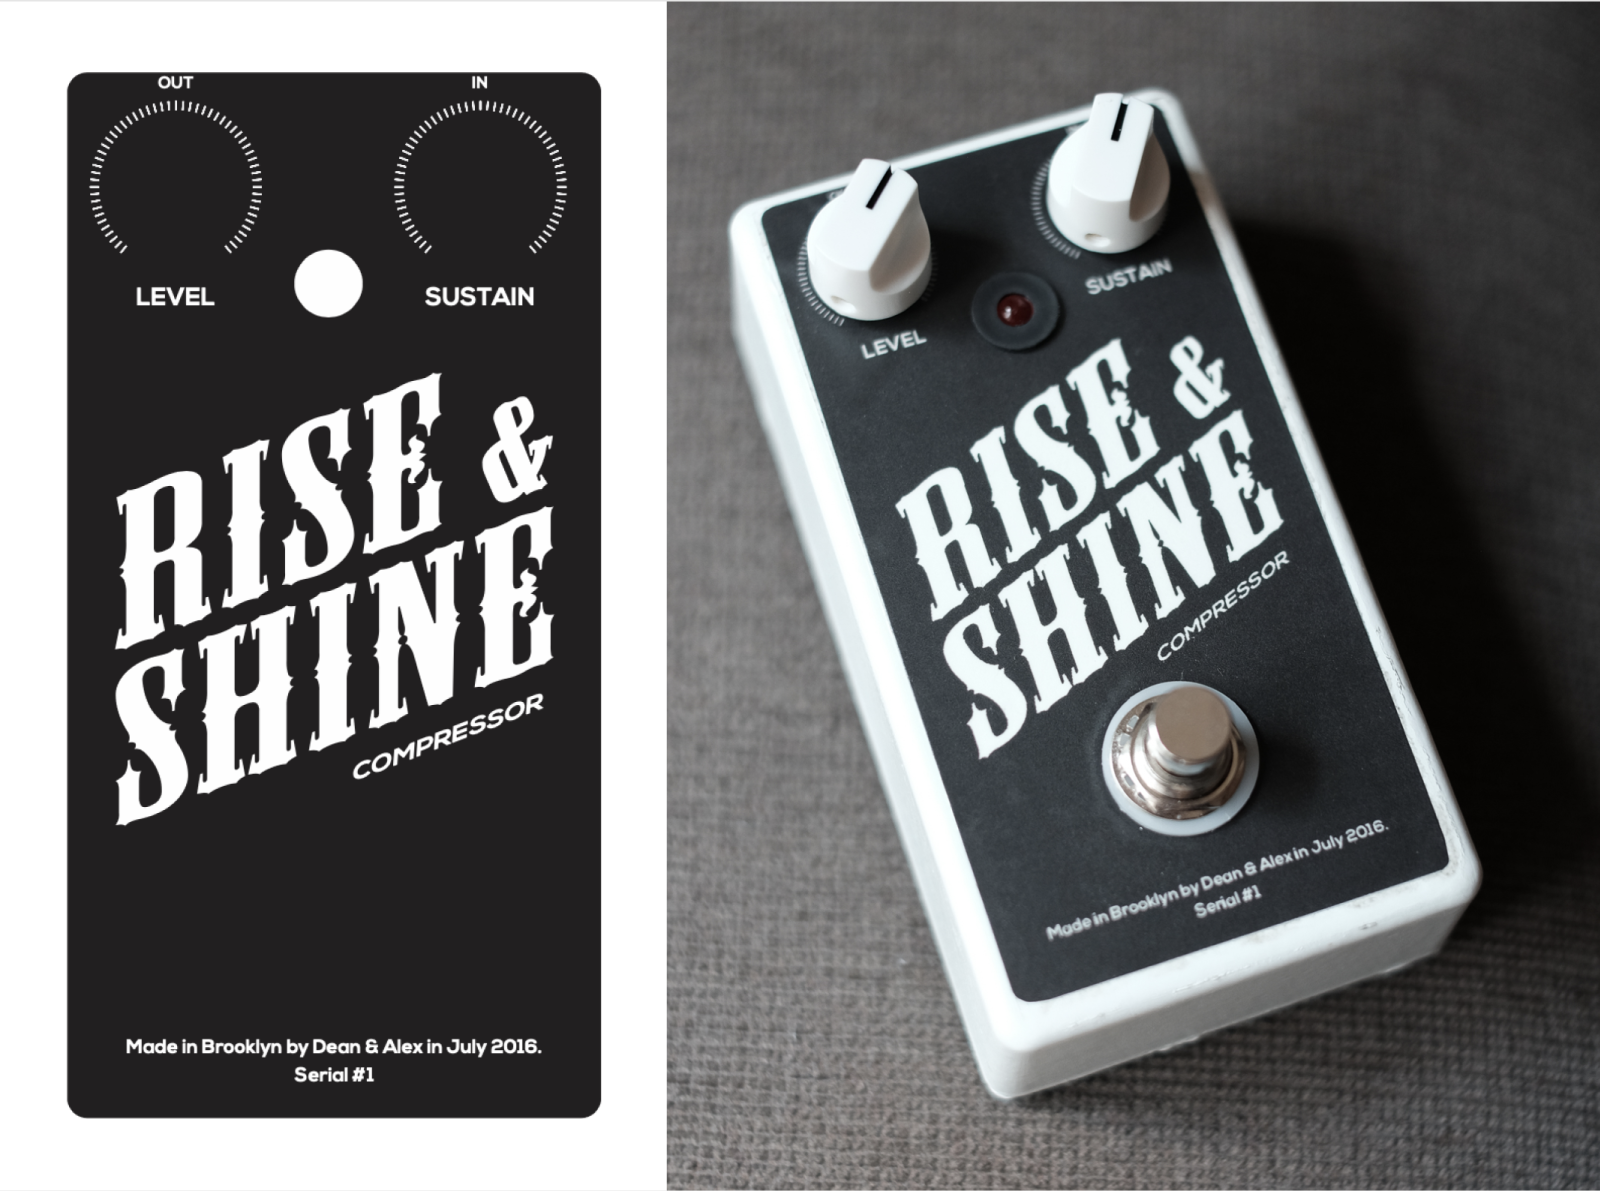 OUT
IN
LEVEL
SUSTAIN
RISE &
SHINE
COMPRESSOR
Made in Brooklyn by Dean & Alex in July 2016.
Serial #1
SUSTAIN
LEVEL
RISE &
SHINE
COMPRESSOR
Made in Brooklyn by Dean & Alex in July 2016.
Serial #1